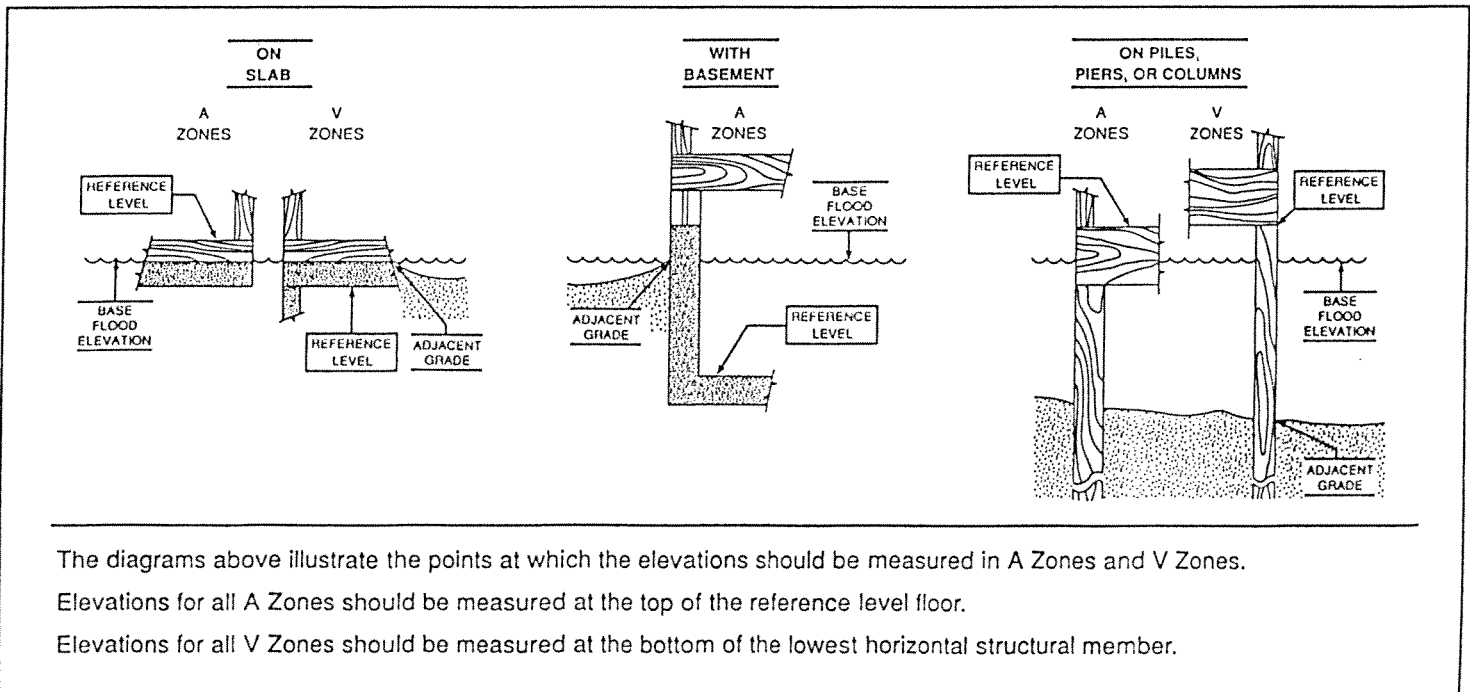 ON
SLAB
A
ZONES
V
ZONES
REFERENCE
LEVEL
BASE
FLOOD
ELEVATION
REFERENCE
LEVEL
ADJACENT
GRADE
WITH
BASEMENT
A
ZONES
BASE
FLOOD
ELEVATION
ADJACENT
GRADE
REFERENCE
LEVEL
ON PILES,
PIERS, OR COLUMNS
A
ZONES
V
ZONES
REFERENCE
LEVEL
REFERENCE
LEVEL
BASE
FLOOD
ELEVATION
ADJACENT
GRADE
The diagrams above illustrate the points at which the elevations should be measured in A Zones and V Zones.
Elevations for all A Zones should be measured at the top of the reference level floor.
Elevations for all V Zones should be measured at the bottom of the lowest horizontal structural member.